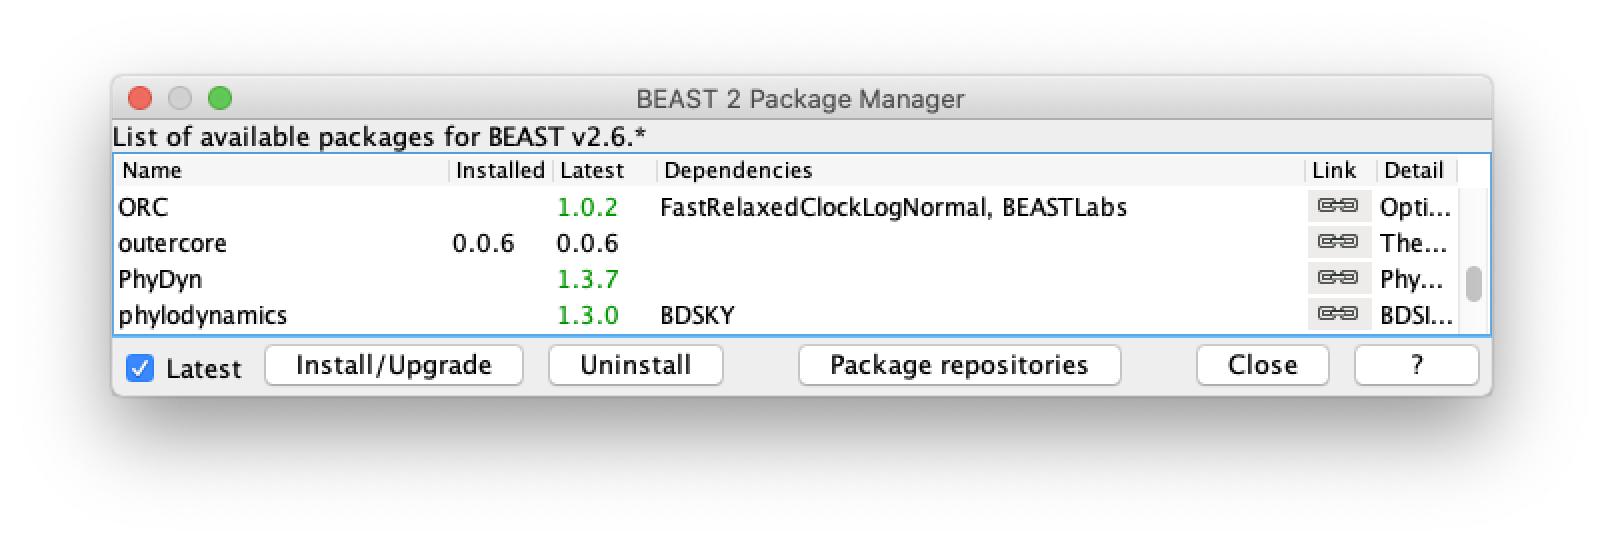 BEAST 2 Package Manager
List of available packages for BEAST v2.6.*
Name Installed Latest Dependencies Link Detail
ORC 1.0.2 FastRelaxedClockLogNormal, BEASTLabs Opti...
outercore 0.0.6 0.0.6 The...
PhyDyn 1.3.7 Phy...
phylodynamics 1.3.0 BDSKY BDSI...
Latest Install/Upgrade Uninstall Package repositories Close ?